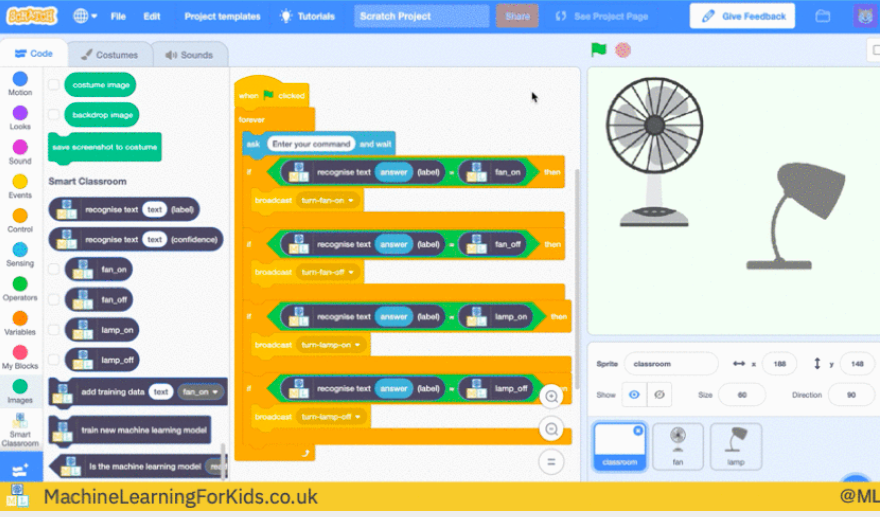 SCRATCH File Edit Project templates Tutorials Scratch Project Share See Project Page Give Feedback
Code Costumes Sounds
Motion
Looks
Sound
Events
Control
Sensing
Operators
Variables
My Blocks
Images
Smart
Classroom
costume image
backdrop image
save screenshot to costume
Smart Classroom
recognise text text (label)
recognise text text (confidence)
fan_on
fan_off
lamp_on
lamp_off
add training data text fan_on
train new machine learning model
Is the machine learning model
when clicked
forever
ask Enter your command and wait
if recognise text answer (label) = fan_on then
broadcast turn-fan-on
if recognise text answer (label) = fan_off then
broadcast turn-fan-off
if recognise text answer (label) = lamp_on then
broadcast turn-lamp-on
if recognise text answer (label) = lamp_off
broadcast turn-lamp-off
Sprite classroom x 188 y 148
Show Size 60 Direction 90
classroom fan lamp
MachineLearningForKids.co.uk @ML